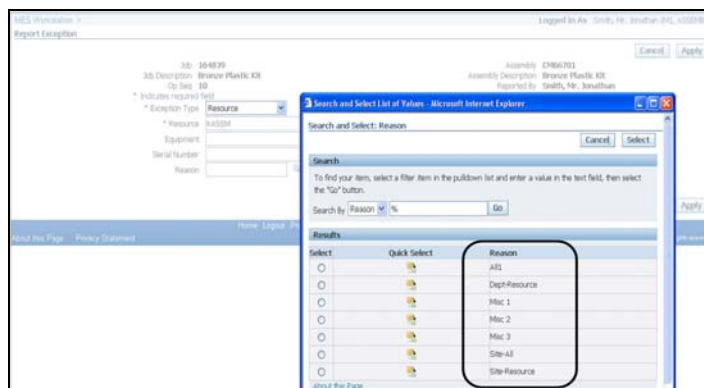 MES Workstation >
Logged In As Smith, Mr. Jonathan (M), ASSEMB
Report Exception
Cancel Apply
Job 164839
Job Description Bronze Plastic Kit
Op Seq 10
Assembly CM66701
Assembly Description Bronze Plastic Kit
Reported By Smith, Mr. Jonathan
* Indicates required field
* Exception Type Resource
* Resource XASSM
Equipment
Serial Number
Reason
Apply
Home Logout
About this Page Privacy Statement
Search and Select List of Values - Microsoft Internet Explorer
Search and Select: Reason
Cancel Select
Search
To find your item, select a filter item in the pulldown list and enter a value in the text field, then select
the "Go" button.
Search By Reason % Go
Results
Select Quick Select Reason
All1
Dept-Resource
Misc 1
Misc 2
Misc 3
Site-All
Site-Resource
About this Page